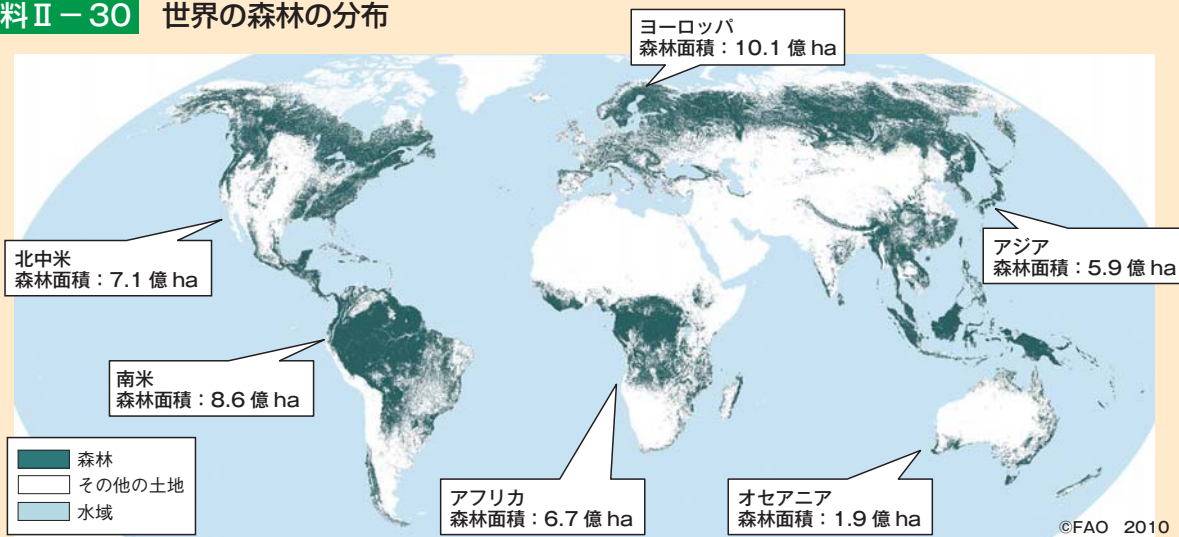 料Ⅱ－30 世界の森林の分布
ヨーロッパ
森林面積：10.1 億 ha
北中米
森林面積：7.1 億 ha
アジア
森林面積：5.9 億 ha
南米
森林面積：8.6 億 ha
森林
その他の土地
水域
アフリカ
森林面積：6.7 億 ha
オセアニア
森林面積：1.9 億 ha
©FAO 2010